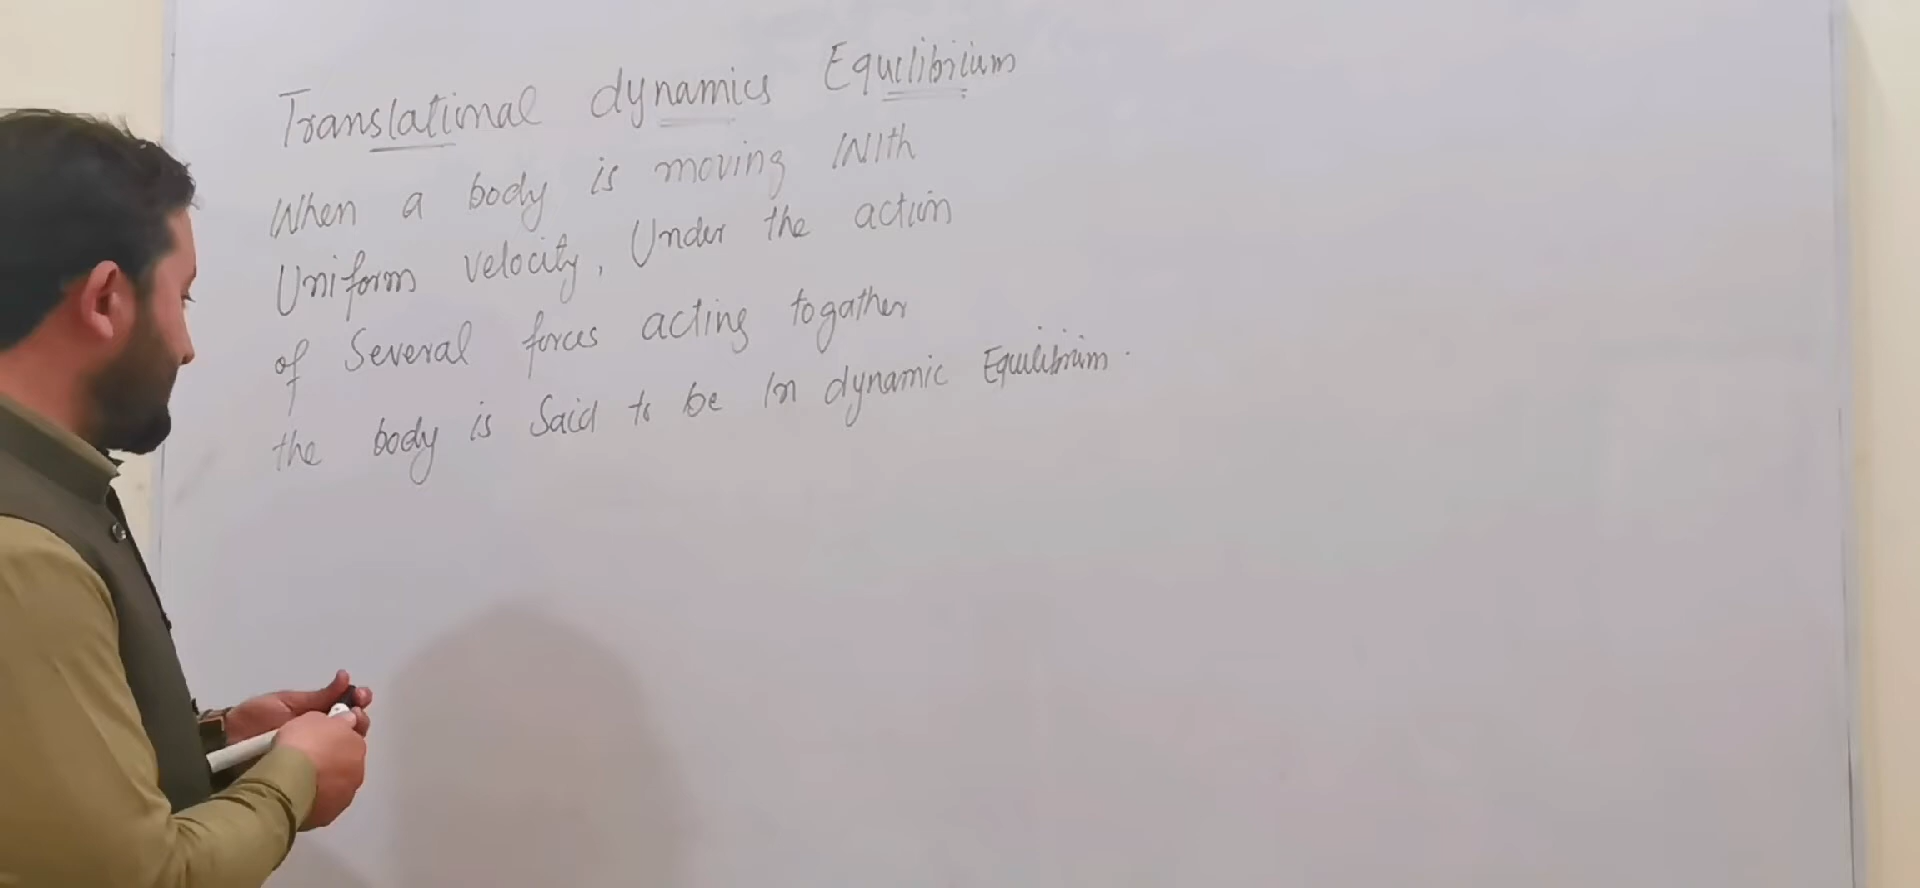 Translational dynamics Equilibrium
When a body is moving With
Uniform velocity, Under the action
of Several forces acting togather
the body is Said to be In dynamic Equilibrium.